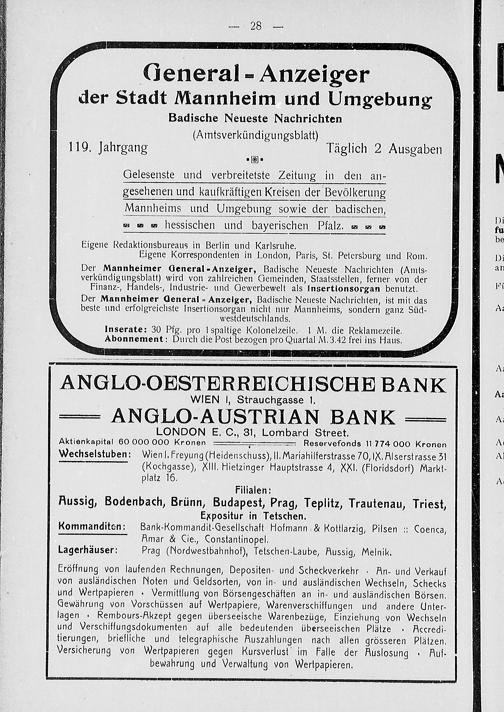 — 28 —
General-Anzeiger
der Stadt Mannheim und Umgebung
Badische Neueste Nachrichten
(Amtsverkündigungsblatt)
119. Jahrgang Täglich 2 Ausgaben
Gelesenste und verbreitetste Zeitung in den an-
gesehenen und kaufkräftigen Kreisen der Bevölkerung
Mannheims und Umgebung sowie der badischen,
hessischen und bayerischen Pfalz.
Eigene Redaktionsbureaus in Berlin und Karlsruhe.
Eigene Korrespondenten in London, Paris, St. Petersburg und Rom.
Der Mannheimer General-Anzeiger, Badische Neueste Nachrichten (Amts-
verkündigungsblatt) wird von zahlreichen Gemeinden, Staatsstellen, ferner von der
Finanz-, Handels-, Industrie- und Gewerbewelt als Insertionsorgan benutzt.
Der Mannheimer General-Anzeiger, Badische Neueste Nachrichten, ist mit das
beste und erfolgreichste Insertionsorgan nicht nur Mannheims, sondern ganz Süd-
westdeutschlands.
Inserate: 30 Pfg. pro 1spaltige Kolonelzeile. 1 M. die Reklamezeile.
Abonnement: Durch die Post bezogen pro Quartal M. 3.42 frei ins Haus.
ANGLO-OESTERREICHISCHE BANK
WIEN I, Strauchgasse 1.
ANGLO-AUSTRIAN BANK
LONDON E. C., 31, Lombard Street.
Aktienkapital 60 000 000 Kronen Reservefonds 11 774 000 Kronen
Wechselstuben: Wien I. Freyung (Heidenschuss), II. Mariahilferstrasse 70, IX. Alserstrasse 31
(Kochgasse), XIII. Hietzinger Hauptstrasse 4, XXI. (Floridsdorf) Markt-
platz 16.
Filialen:
Aussig, Bodenbach, Brünn, Budapest, Prag, Teplitz, Trautenau, Triest,
Expositur in Tetschen.
Kommanditen: Bank-Kommandit-Gesellschaft Hofmann & Kottlarzig, Pilsen :: Coenca,
Amar & Cie., Constantinopel.
Lagerhäuser: Prag (Nordwestbahnhof), Tetschen-Laube, Aussig, Melnik.
Eröffnung von laufenden Rechnungen, Depositen- und Scheckverkehr · An- und Verkauf
von ausländischen Noten und Geldsorten, von in- und ausländischen Wechseln, Schecks
und Wertpapieren · Vermittlung von Börsengeschäften an in- und ausländischen Börsen.
Gewährung von Vorschüssen auf Wertpapiere, Warenverschiffungen und andere Unter-
lagen · Rembours-Akzept gegen überseeische Warenbezüge, Einziehung von Wechseln
und Verschiffungsdokumenten auf alle bedeutenden überseeischen Plätze · Accredi-
tierungen, briefliche und telegraphische Auszahlungen nach allen grösseren Plätzen.
Versicherung von Wertpapieren gegen Kursverlust im Falle der Auslosung · Auf-
bewahrung und Verwaltung von Wertpapieren.